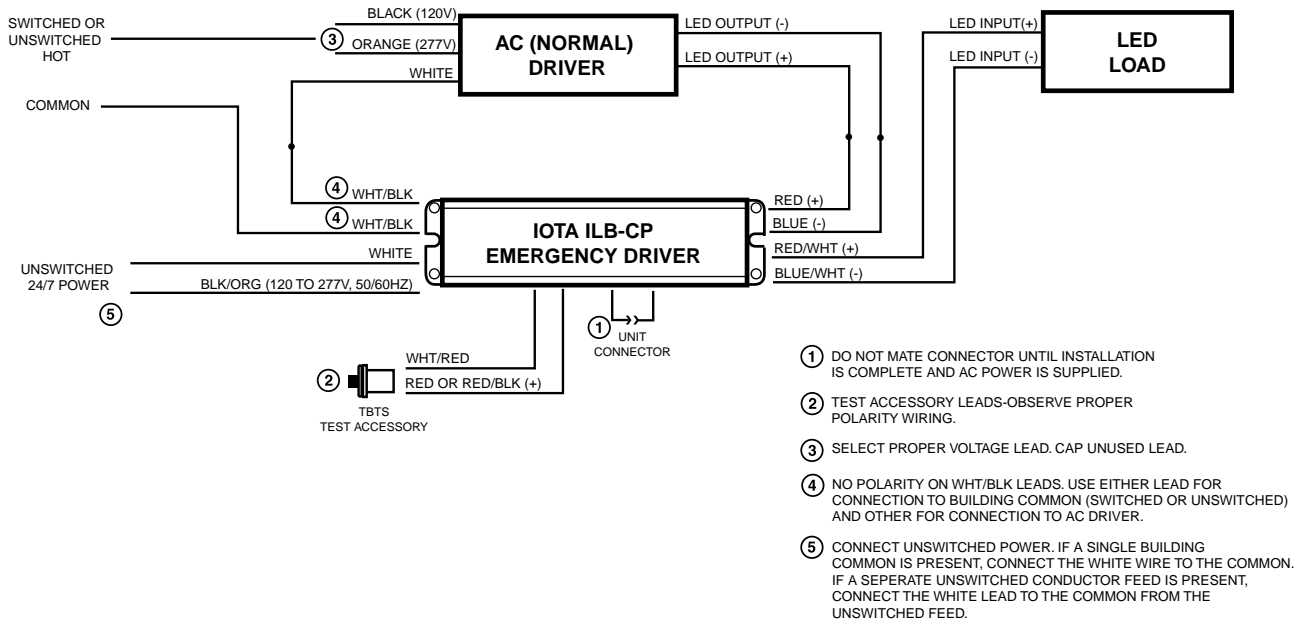 SWITCHED OR
UNSWITCHED
HOT
BLACK (120V)
3
ORANGE (277V)
WHITE
AC (NORMAL)
DRIVER
LED OUTPUT (-)
LED OUTPUT (+)
LED INPUT(+)
LED INPUT (-)
LED
LOAD
COMMON
4 WHT/BLK
4 WHT/BLK
WHITE
UNSWITCHED
24/7 POWER
BLK/ORG (120 TO 277V, 50/60HZ)
5
IOTA ILB-CP
EMERGENCY DRIVER
RED (+)
BLUE (-)
RED/WHT (+)
BLUE/WHT (-)
1
UNIT
CONNECTOR
WHT/RED
2
RED OR RED/BLK (+)
TBTS
TEST ACCESSORY
1 DO NOT MATE CONNECTOR UNTIL INSTALLATION
IS COMPLETE AND AC POWER IS SUPPLIED.
2 TEST ACCESSORY LEADS-OBSERVE PROPER
POLARITY WIRING.
3 SELECT PROPER VOLTAGE LEAD. CAP UNUSED LEAD.
4 NO POLARITY ON WHT/BLK LEADS. USE EITHER LEAD FOR
CONNECTION TO BUILDING COMMON (SWITCHED OR UNSWITCHED)
AND OTHER FOR CONNECTION TO AC DRIVER.
5 CONNECT UNSWITCHED POWER. IF A SINGLE BUILDING
COMMON IS PRESENT, CONNECT THE WHITE WIRE TO THE COMMON.
IF A SEPERATE UNSWITCHED CONDUCTOR FEED IS PRESENT,
CONNECT THE WHITE LEAD TO THE COMMON FROM THE
UNSWITCHED FEED.